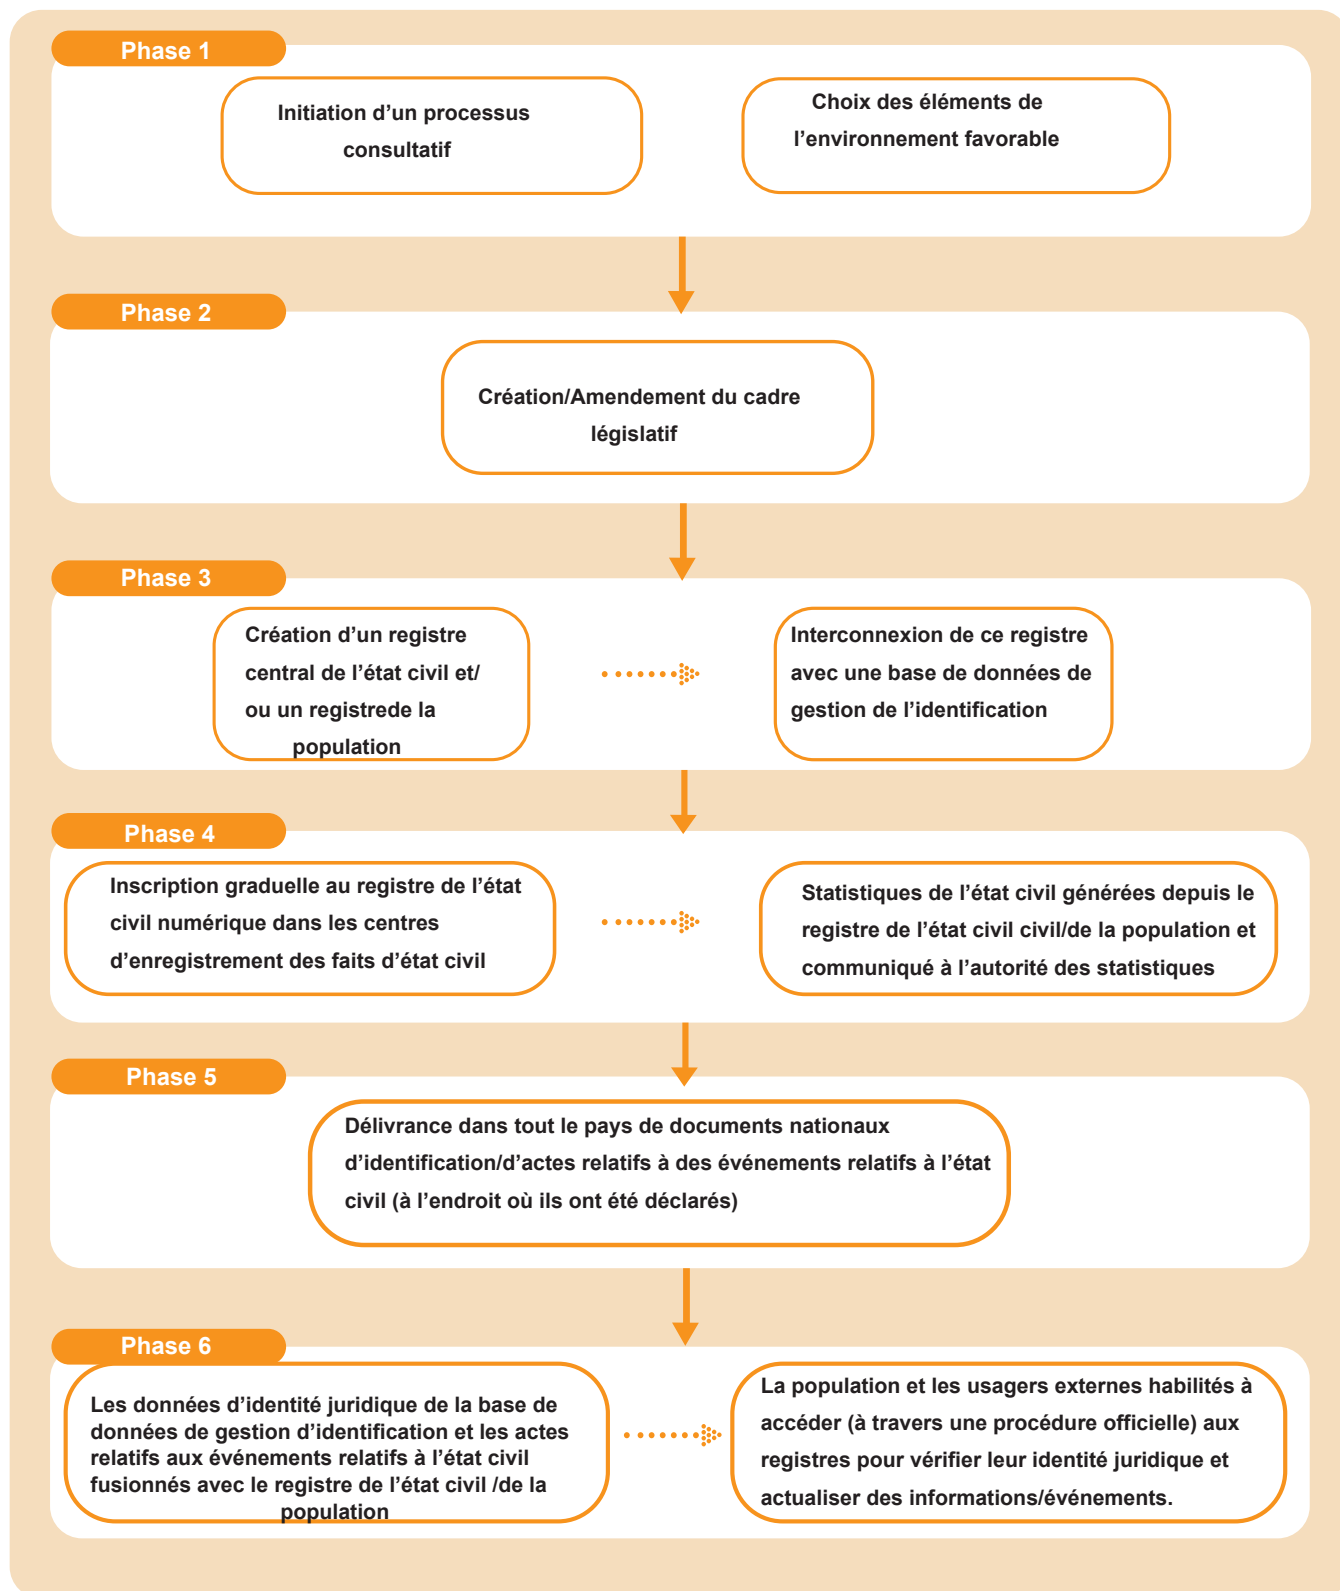 Phase 1
Initiation d’un processus
consultatif
Choix des éléments de
l’environnement favorable
Phase 2
Création/Amendement du cadre
législatif
Phase 3
Création d’un registre
central de l’état civil et/
ou un registrede la
population
Interconnexion de ce registre
avec une base de données de
gestion de l’identification
Phase 4
Inscription graduelle au registre de l’état
civil numérique dans les centres
d’enregistrement des faits d’état civil
Statistiques de l’état civil générées depuis le
registre de l’état civil civil/de la population et
communiqué à l’autorité des statistiques
Phase 5
Délivrance dans tout le pays de documents nationaux
d’identification/d’actes relatifs à des événements relatifs à l’état
civil (à l’endroit où ils ont été déclarés)
Phase 6
Les données d’identité juridique de la base de
données de gestion d’identification et les actes
relatifs aux événements relatifs à l’état civil
fusionnés avec le registre de l’état civil /de la
population
La population et les usagers externes habilités à
accéder (à travers une procédure officielle) aux
registres pour vérifier leur identité juridique et
actualiser des informations/événements.